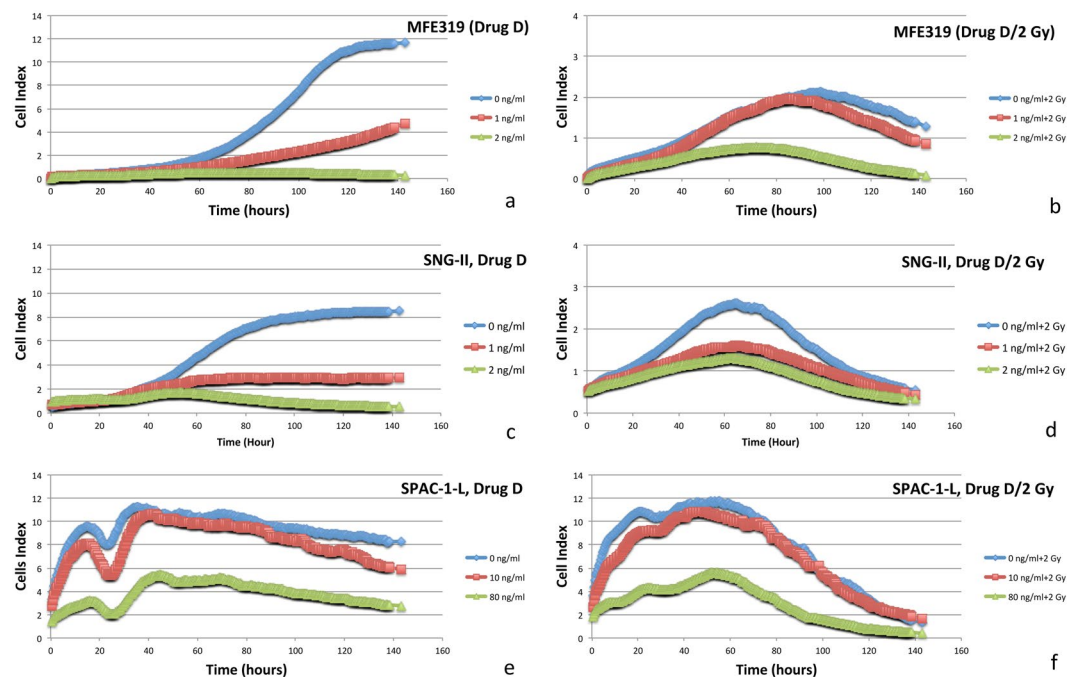 MFE319 (Drug D)
Cell Index
14
12
10
8
6
4
2
0
0 20 40 60 80 100 120 140 160
Time (hours)
0 ng/ml
1 ng/ml
2 ng/ml
a
MFE319 (Drug D/2 Gy)
Cell Index
4
3
2
1
0
0 20 40 60 80 100 120 140 160
Time (hours)
0 ng/ml+2 Gy
1 ng/ml+2 Gy
2 ng/ml+2 Gy
b
SNG-II, Drug D
Cell Index
14
12
10
8
6
4
2
0
0 20 40 60 80 100 120 140 160
Time (Hour)
0 ng/ml
1 ng/ml
2 ng/ml
c
SNG-II, Drug D/2 Gy
Cell Index
4
3
2
1
0
0 20 40 60 80 100 120 140 160
Time (Hour)
0 ng/ml+2 Gy
1 ng/ml+2 Gy
2 ng/ml+2 Gy
d
SPAC-1-L, Drug D
Cells Index
14
12
10
8
6
4
2
0
0 20 40 60 80 100 120 140 160
Time (hours)
0 ng/ml
10 ng/ml
80 ng/ml
e
SPAC-1-L, Drug D/2 Gy
Cell Index
14
12
10
8
6
4
2
0
0 20 40 60 80 100 120 140 160
Time (hours)
0 ng/ml+2 Gy
10 ng/ml+2 Gy
80 ng/ml+2 Gy
f